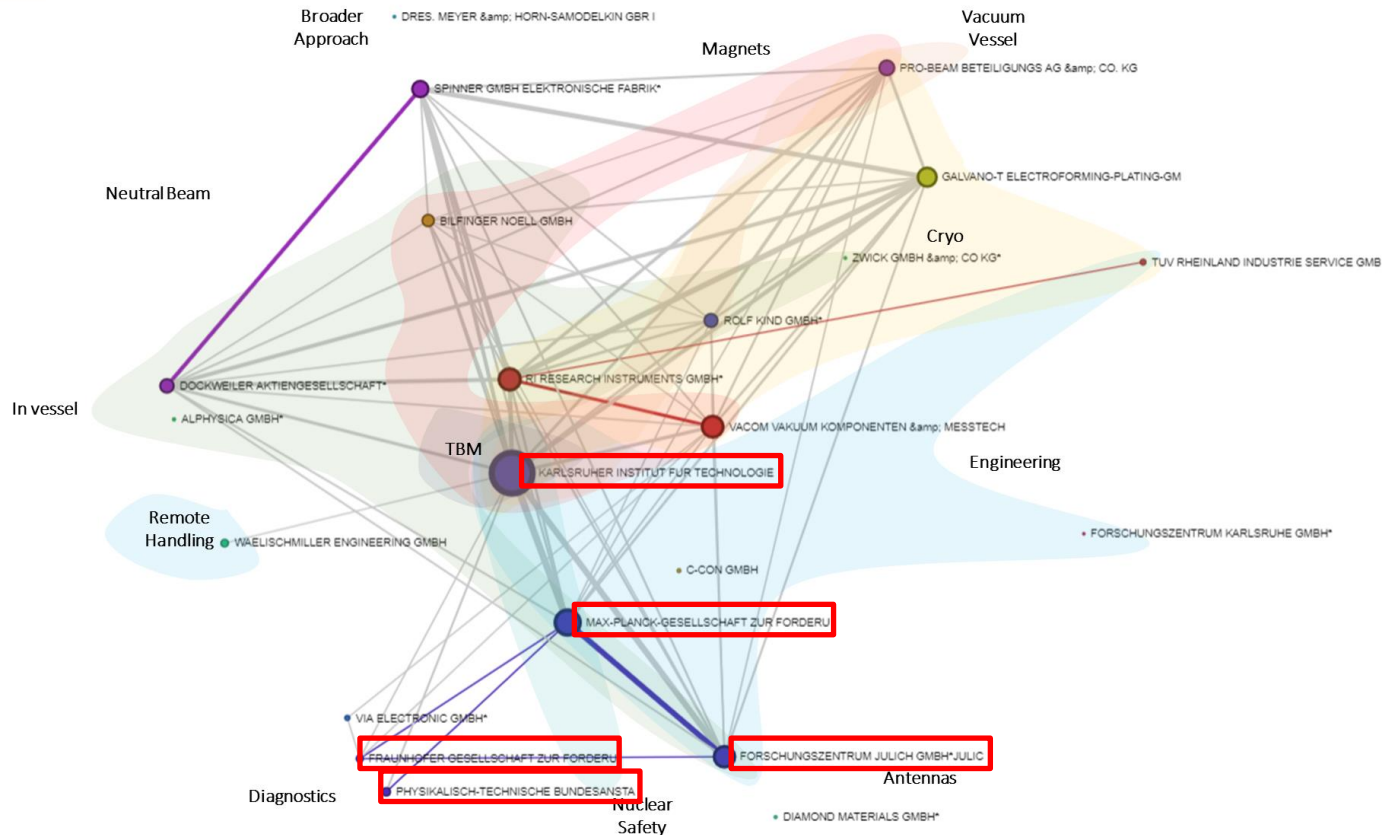 Broader
Approach
DRES. MEYER &amp; HORN-SAMODELKIN GBR I
Vacuum
Vessel
Magnets
PRO-BEAM BETEILIGUNGS AG &amp; CO. KG
SPINNER GMBH ELEKTRONISCHE FABRIK*
GALVANO-T ELECTROFORMING-PLATING-GM
Neutral Beam
BILFINGER NOELL GMBH
Cryo
ZWICK GMBH &amp; CO KG*
TUV RHEINLAND INDUSTRIE SERVICE GMB
ROLF KIND GMBH*
DOCKWEILER AKTIENGESELLSCHAFT*
RI RESEARCH INSTRUMENTS GMBH*
In vessel
ALPHYSICA GMBH*
VACOM VAKUUM KOMPONENTEN &amp; MESSTECH
TBM
Engineering
KARLSRUHER INSTITUT FUR TECHNOLOGIE
Remote
Handling
WAELISCHMILLER ENGINEERING GMBH
FORSCHUNGSZENTRUM KARLSRUHE GMBH*
C-CON GMBH
MAX-PLANCK-GESELLSCHAFT ZUR FORDERU
VIA ELECTRONIC GMBH*
FRAUNHOFER GESELLSCHAFT ZUR FORDERU
FORSCHUNGSZENTRUM JULICH GMBH*JULIC
Antennas
Diagnostics
PHYSIKALISCH-TECHNISCHE BUNDESANSTA
Nuclear
Safety
DIAMOND MATERIALS GMBH*